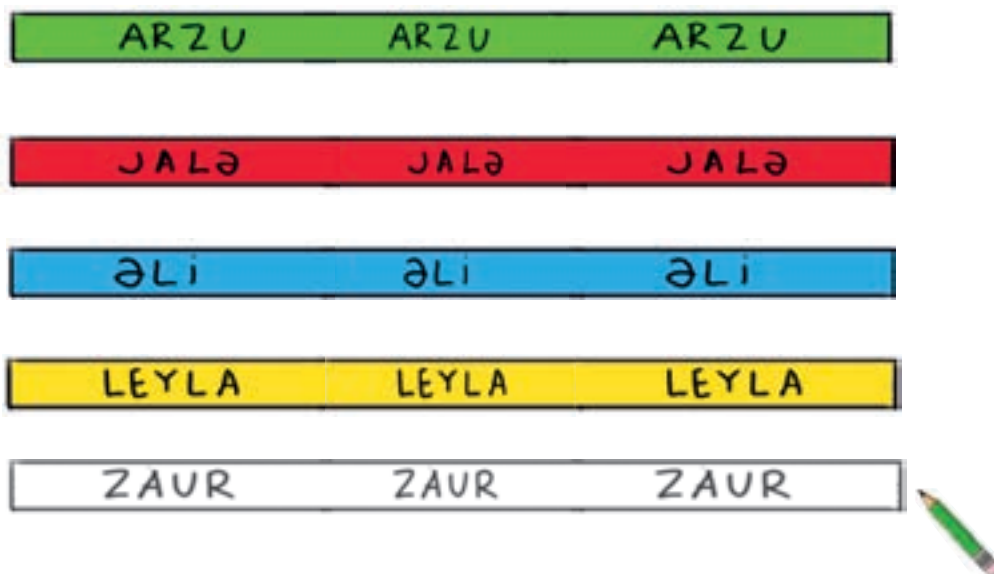 ARZU ARZU ARZU
JALƏ JALƏ JALƏ
ƏLİ ƏLİ ƏLİ
LEYLA LEYLA LEYLA
ZAUR ZAUR ZAUR